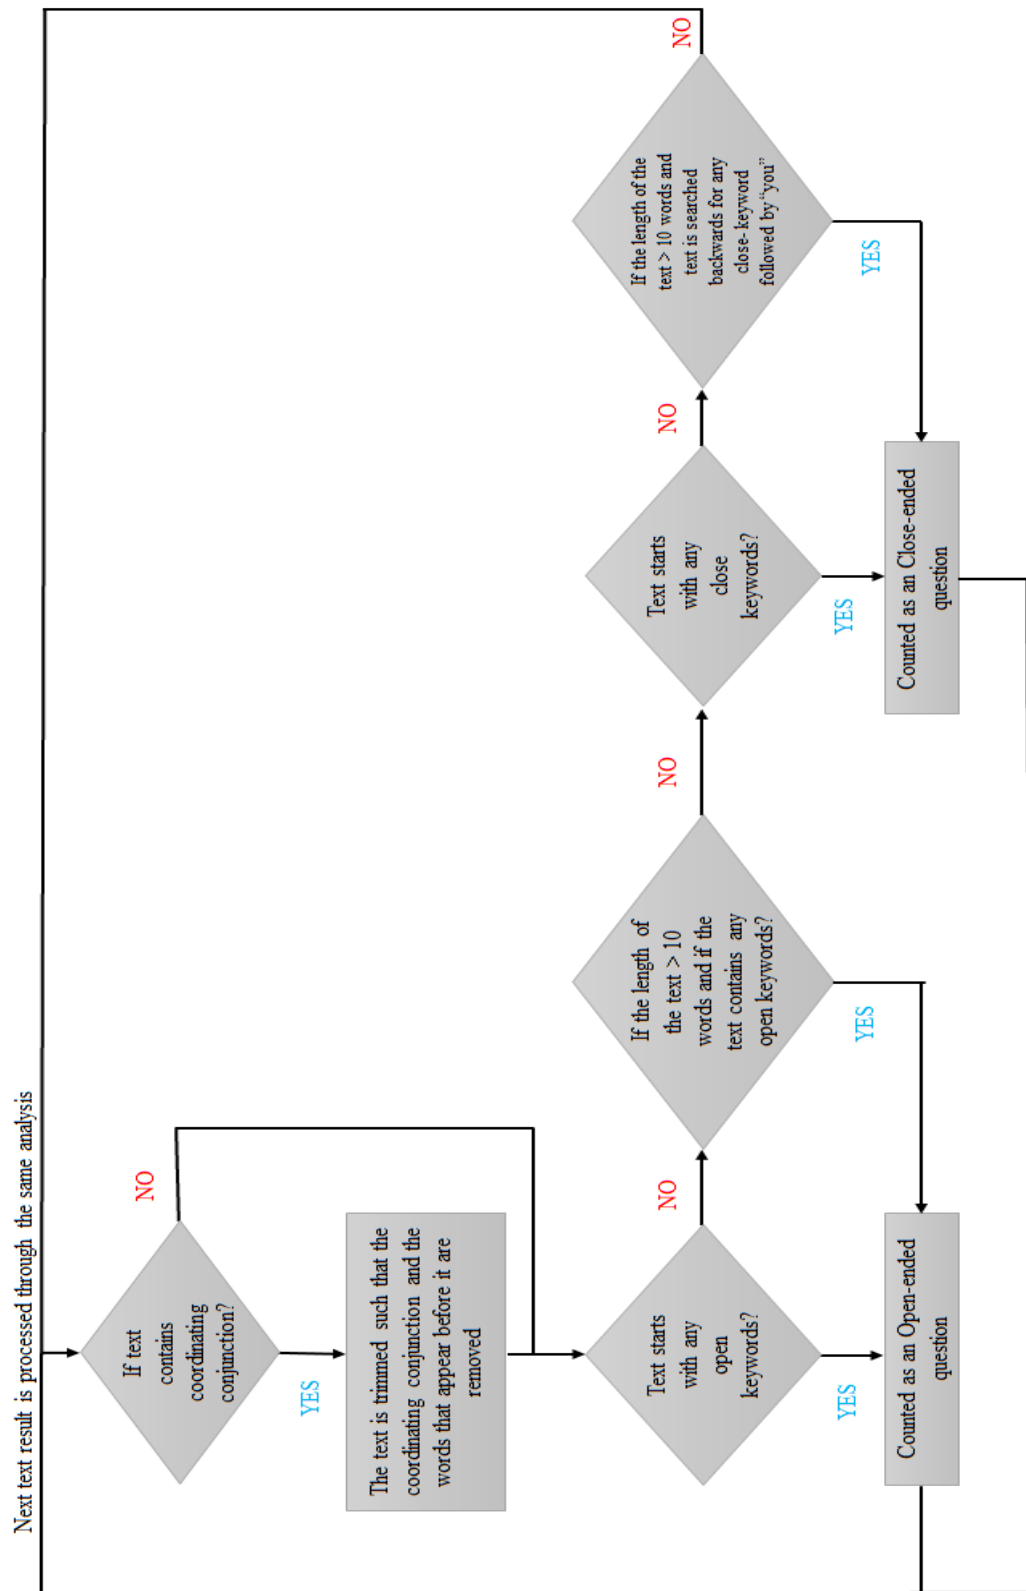 Next text result is processed through the same analysis
If text
contains
coordinating
conjunction?
NO
YES
The text is trimmed such that the
coordinating conjunction and the
words that appear before it are
removed
Text starts
with any
open
keywords?
NO
YES
Counted as an Open-ended
question
If the length of
the text > 10
words and if the
text contains any
open keywords?
NO
YES
Text starts
with any
close
keywords?
NO
YES
Counted as an Close-ended
question
If the length of the
text > 10 words and
text is searched
backwards for any
close-keyword
followed by “you”
NO
YES